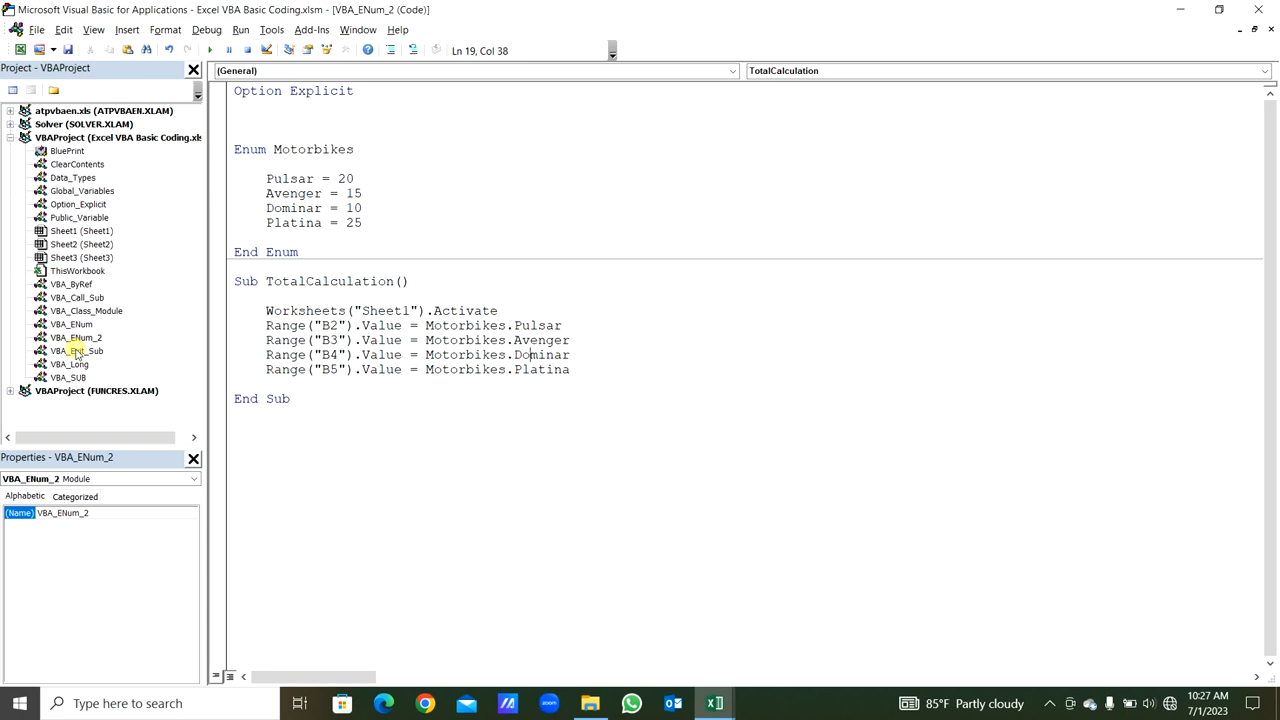 Microsoft Visual Basic for Applications - Excel VBA Basic Coding.xlsm - [VBA_ENum_2 (Code)]
File Edit View Insert Format Debug Run Tools Add-Ins Window Help
Ln 19, Col 38
Project - VBAProject
(General)
TotalCalculation
atpvbaen.xls (ATPVBAEN.XLAM)
Solver (SOLVER.XLAM)
VBAProject (Excel VBA Basic Coding.xls
BluePrint
ClearContents
Data_Types
Global_Variables
Option_Explicit
Public_Variable
Sheet1 (Sheet1)
Sheet2 (Sheet2)
Sheet3 (Sheet3)
ThisWorkbook
VBA_ByRef
VBA_Call_Sub
VBA_Class_Module
VBA_ENum
VBA_ENum_2
VBA_Exit_Sub
VBA_Long
VBA_SUB
VBAProject (FUNCRES.XLAM)
Properties - VBA_ENum_2
VBA_ENum_2 Module
Alphabetic Categorized
(Name) VBA_ENum_2
Option Explicit
Enum Motorbikes
Pulsar = 20
Avenger = 15
Dominar = 10
Platina = 25
End Enum
Sub TotalCalculation()
Worksheets("Sheet1").Activate
Range("B2").Value = Motorbikes.Pulsar
Range("B3").Value = Motorbikes.Avenger
Range("B4").Value = Motorbikes.Dominar
Range("B5").Value = Motorbikes.Platina
End Sub
Type here to search
zoom
85°F Partly cloudy
10:27 AM
7/1/2023